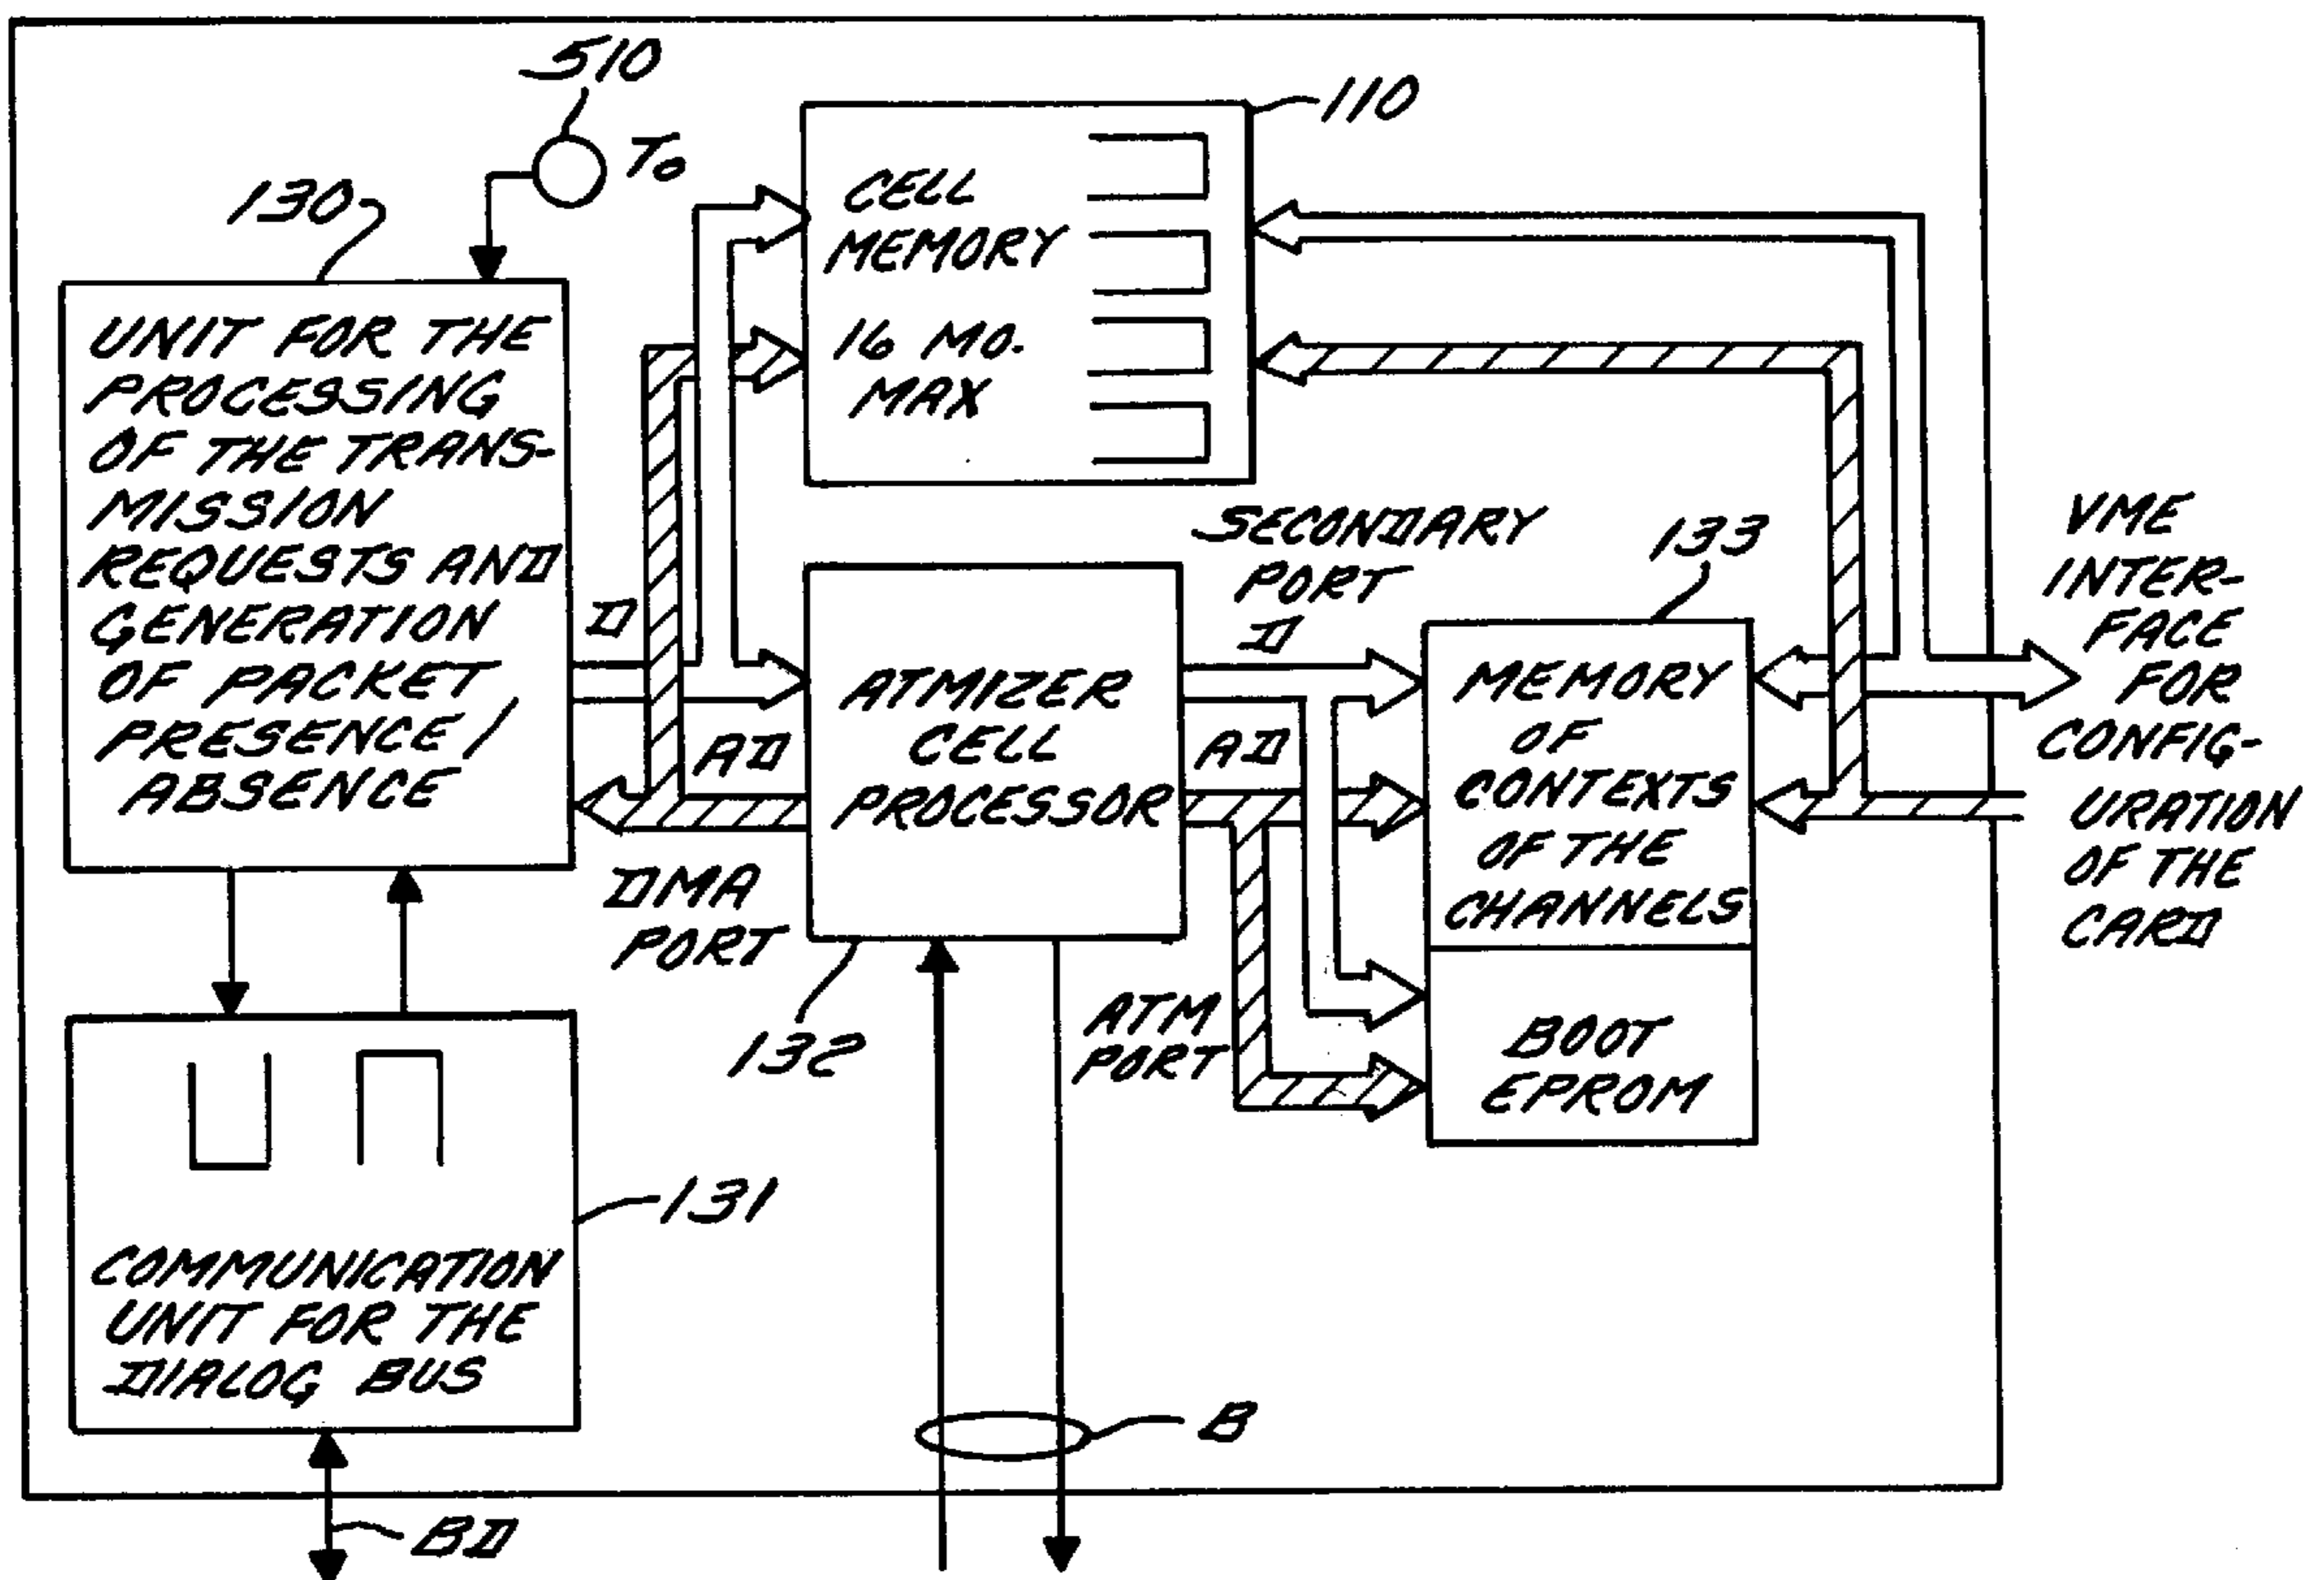 510
To
110
130
CELL
MEMORY
16 MO.
MAX
UNIT FOR THE
PROCESSING
OF THE TRANS-
MISSION
REQUESTS AND
GENERATION
OF PACKET
PRESENCE /
ABSENCE
D
AD
DMA
PORT
ATMIZER
CELL
PROCESSOR
132
SECONDARY
PORT
D
AD
133
MEMORY
OF
CONTEXTS
OF THE
CHANNELS
BOOT
EPROM
VME
INTER-
FACE
FOR
CONFIG-
URATION
OF THE
CARD
ATM
PORT
131
COMMUNICATION
UNIT FOR THE
DIALOG BUS
B
BD